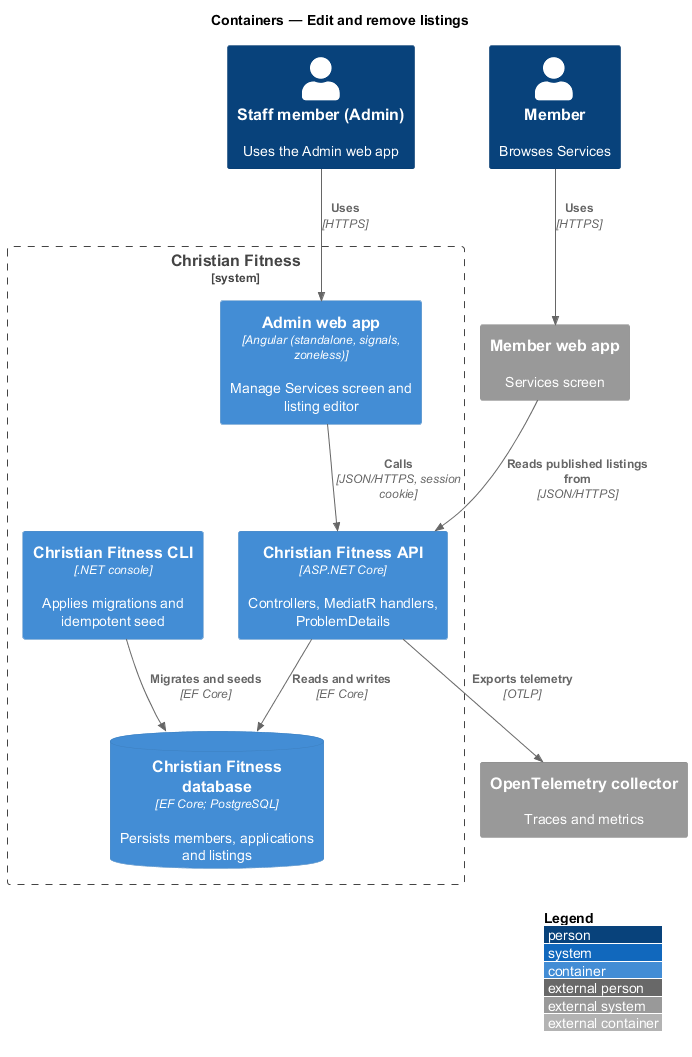 Containers — Edit and remove listings
Staff member (Admin)
Uses the Admin web app
Member
Browses Services
Uses
[HTTPS]
Uses
[HTTPS]
Christian Fitness
[system]
Admin web app
[Angular (standalone, signals,
zoneless)]
Manage Services screen and
listing editor
Member web app
Services screen
Calls
[JSON/HTTPS, session
cookie]
Reads published listings
from
[JSON/HTTPS]
Christian Fitness CLI
[.NET console]
Applies migrations and
idempotent seed
Christian Fitness API
[ASP.NET Core]
Controllers, MediatR handlers,
ProblemDetails
Migrates and seeds
[EF Core]
Reads and writes
[EF Core]
Exports telemetry
[OTLP]
Christian Fitness
database
[EF Core; PostgreSQL]
Persists members, applications
and listings
OpenTelemetry collector
Traces and metrics
Legend
person
system
container
external person
external system
external container